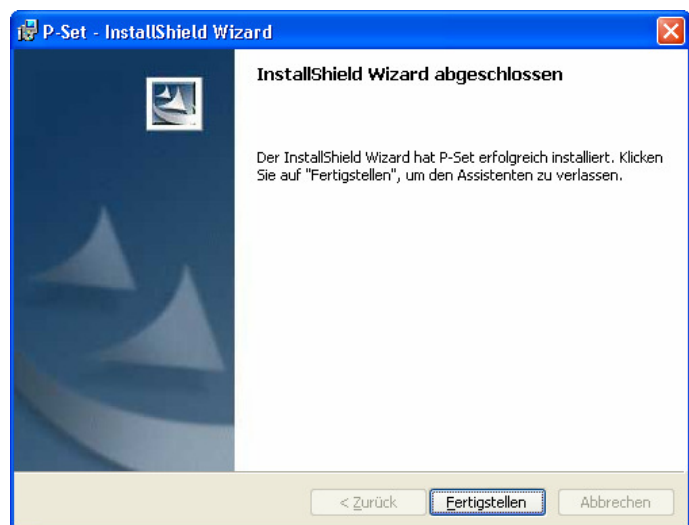 P-Set - InstallShield Wizard
InstallShield Wizard abgeschlossen
Der InstallShield Wizard hat P-Set erfolgreich installiert. Klicken
Sie auf "Fertigstellen", um den Assistenten zu verlassen.
< Zurück Fertigstellen Abbrechen